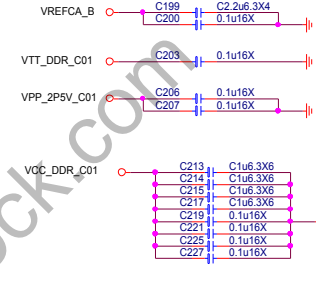 VREFCA_B C199 C2.2u6.3X4
C200 0.1u16X
VTT_DDR_C01 C203 0.1u16X
VPP_2P5V_C01 C206 0.1u16X
C207 0.1u16X
VCC_DDR_C01 C213 C1u6.3X6
C214 C1u6.3X6
C215 C1u6.3X6
C217 C1u6.3X6
C219 0.1u16X
C221 0.1u16X
C225 0.1u16X
C227 0.1u16X
ock.com